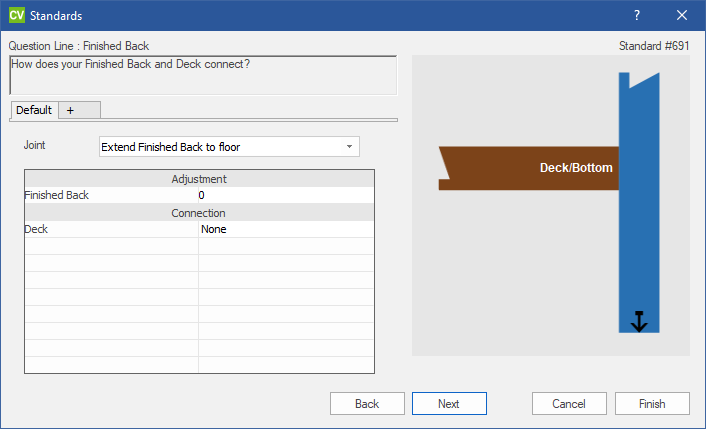 CV Standards ?
Question Line : Finished Back Standard #691
How does your Finished Back and Deck connect?
Default +
Joint Extend Finished Back to floor
Adjustment
Finished Back 0
Connection
Deck None
Deck/Bottom
Back Next Cancel Finish